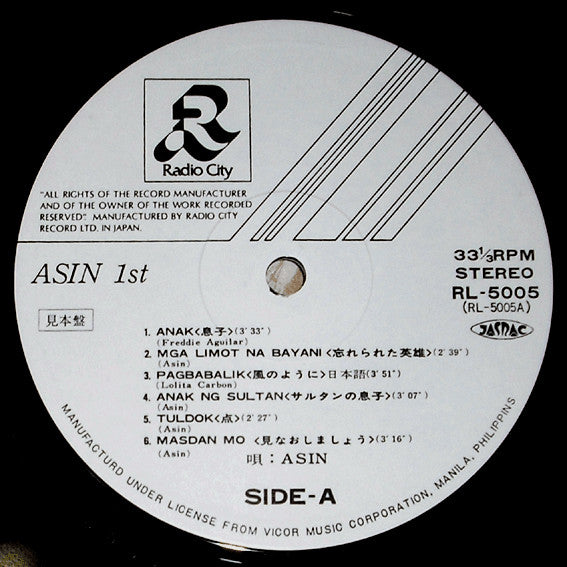 R
Radio City
"ALL RIGHTS OF THE RECORD MANUFACTURER
AND OF THE OWNER OF THE WORK RECORDED
RESERVED". MANUFACTURED BY RADIO CITY
RECORD LTD. IN JAPAN.
ASIN 1st
33⅓RPM
STEREO
RL-5005
(RL-5005A)
見本盤
JASRAC
1. ANAK<息子>(3'33")
(Freddie Aguilar)
2. MGA LIMOT NA BAYANI<忘れられた英雄>(2'39")
(Asin)
3. PAGBABALIK<風のように>日本語(3'51")
(Lolita Carbon)
4. ANAK NG SULTAN<サルタンの息子>(3'07")
(Asin)
5. TULDOK<点>(2'27")
(Asin)
6. MASDAN MO <見なおしましょう>(3'16")
(Asin)
唄：ASIN
SIDE-A
MANUFACTURD UNDER LICENSE FROM VICOR MUSIC CORPORATION, MANILA, PHILIPPINS